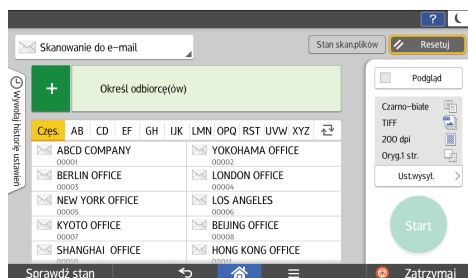 ?
Skanowanie do e-mail
Stan skan.plików
Resetuj
Wywołaj historię ustawień
+
Określ odbiorcę(ów)
Podgląd
Częs. AB CD EF GH IJK LMN OPQ RST UVW XYZ
Czarno-białe
TIFF
200 dpi
Oryg.1 str.
Ust.wysył.
Start
ABCD COMPANY
00001
YOKOHAMA OFFICE
00002
BERLIN OFFICE
00003
LONDON OFFICE
00004
NEW YORK OFFICE
00005
LOS ANGELES
00006
KYOTO OFFICE
00007
BEIJING OFFICE
00008
SHANGHAI OFFICE
HONG KONG OFFICE
Sprawdź stan
Zatrzymaj